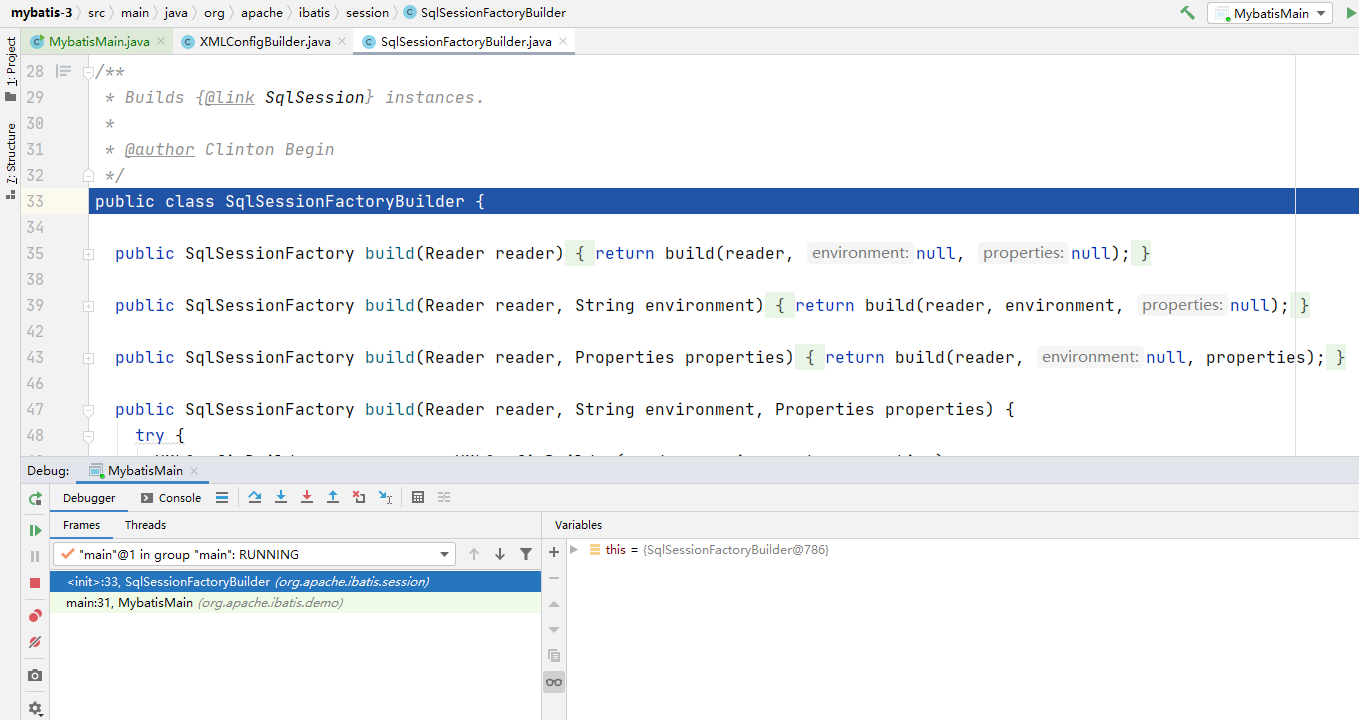 mybatis-3 〉 src 〉 main 〉 java 〉 org 〉 apache 〉 ibatis 〉 session 〉 SqlSessionFactoryBuilder MybatisMain
MybatisMain.java XMLConfigBuilder.java SqlSessionFactoryBuilder.java
1: Project
7: Structure
28 /**
29 * Builds {@link SqlSession} instances.
30 *
31 * @author Clinton Begin
32 */
33 public class SqlSessionFactoryBuilder {
34
35 public SqlSessionFactory build(Reader reader) { return build(reader, environment: null, properties: null); }
38
39 public SqlSessionFactory build(Reader reader, String environment) { return build(reader, environment, properties: null); }
42
43 public SqlSessionFactory build(Reader reader, Properties properties) { return build(reader, environment: null, properties); }
46
47 public SqlSessionFactory build(Reader reader, String environment, Properties properties) {
48 try {
Debug: MybatisMain
Debugger Console
Frames Threads Variables
"main"@1 in group "main": RUNNING
<init>:33, SqlSessionFactoryBuilder (org.apache.ibatis.session)
main:31, MybatisMain (org.apache.ibatis.demo)
this = {SqlSessionFactoryBuilder@786}